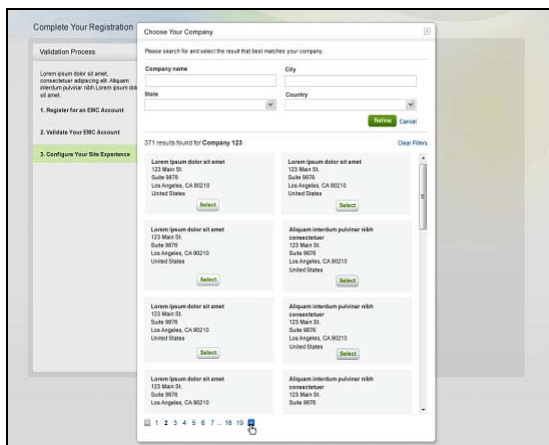 Complete Your Registration
Validation Process
Lorem ipsum dolor sit amet,
consectetuer adipiscing elit. Aliquam
interdum pulvinar nibh.Lorem ipsum dol
sit amet.
1. Register for an EMC Account
2. Validate Your EMC Account
3. Configure Your Site Experience
Choose Your Company
Please search for and select the result that best matches your company.
Company name
City
State
Country
Refine Cancel
371 results found for Company 123
Clear Filters
Lorem Ipsum dolor sit amet
123 Main St.
Suite 9876
Los Angeles, CA 90210
United States
Select
Lorem Ipsum dolor sit amet
123 Main St.
Suite 9876
Los Angeles, CA 90210
United States
Select
Lorem Ipsum dolor sit amet
123 Main St.
Suite 9876
Los Angeles, CA 90210
United States
Select
Aliquam interdum pulvinar nibh
consectetuer
123 Main St.
Suite 9876
Los Angeles, CA 90210
United States
Select
Lorem Ipsum dolor sit amet
123 Main St.
Suite 9876
Los Angeles, CA 90210
United States
Select
Aliquam interdum pulvinar nibh
consectetuer
123 Main St.
Suite 9876
Los Angeles, CA 90210
United States
Select
Lorem Ipsum dolor sit amet
123 Main St.
Suite 9876
Los Angeles, CA 90210
Aliquam interdum pulvinar nibh
consectetuer
123 Main St.
Suite 9876
1 2 3 4 5 6 7 ... 18 19